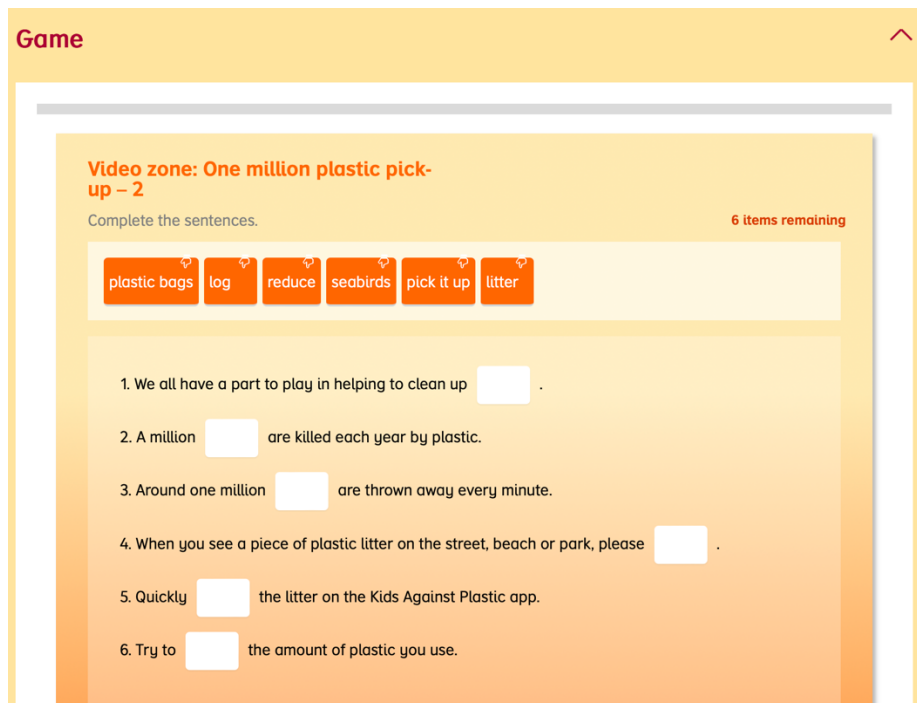 Game
Video zone: One million plastic pick-
up – 2
Complete the sentences.
6 items remaining
plastic bags log reduce seabirds pick it up litter
1. We all have a part to play in helping to clean up .
2. A million are killed each year by plastic.
3. Around one million are thrown away every minute.
4. When you see a piece of plastic litter on the street, beach or park, please .
5. Quickly the litter on the Kids Against Plastic app.
6. Try to the amount of plastic you use.